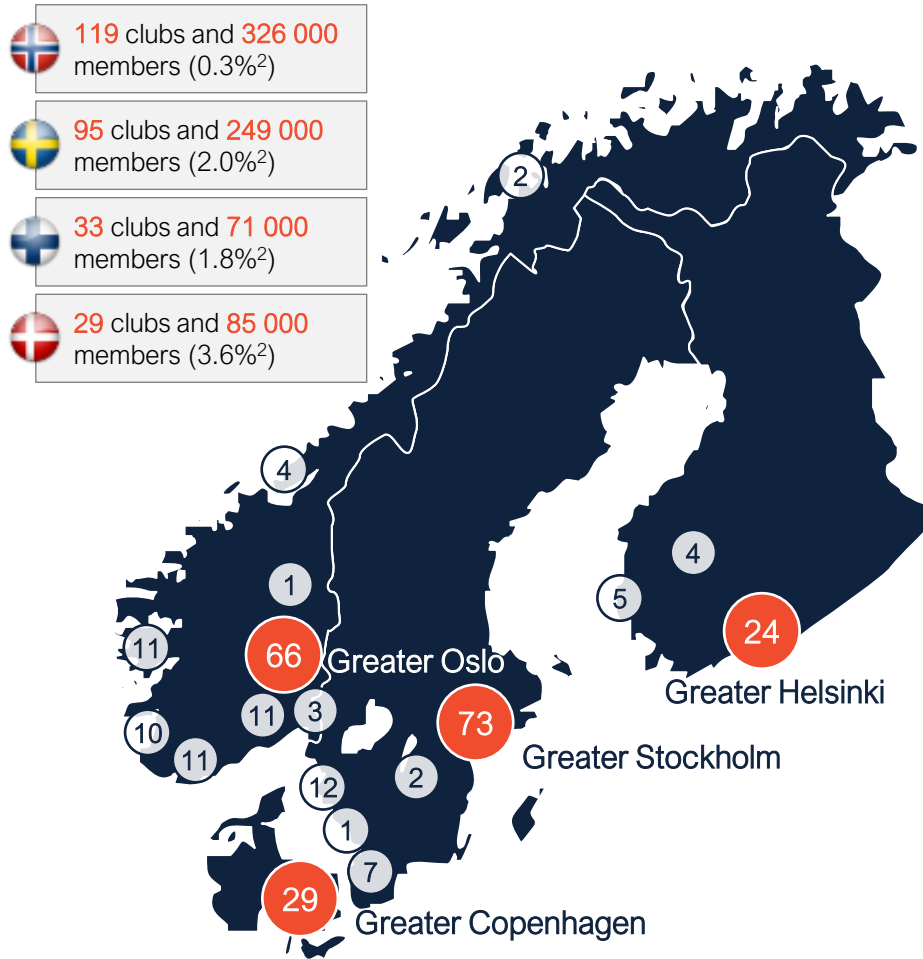 119 clubs and 326 000
members (0.3%²)
95 clubs and 249 000
members (2.0%²)
33 clubs and 71 000
members (1.8%²)
29 clubs and 85 000
members (3.6%²)
2
4
1
4
5
11
66
Greater Oslo
24
Greater Helsinki
10
11
11
3
73
Greater Stockholm
12
2
1
7
29
Greater Copenhagen